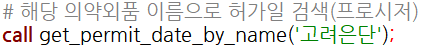 # 해당 의약외품 이름으로 허가일 검색(프로시저)
call get_permit_date_by_name('고려은단');